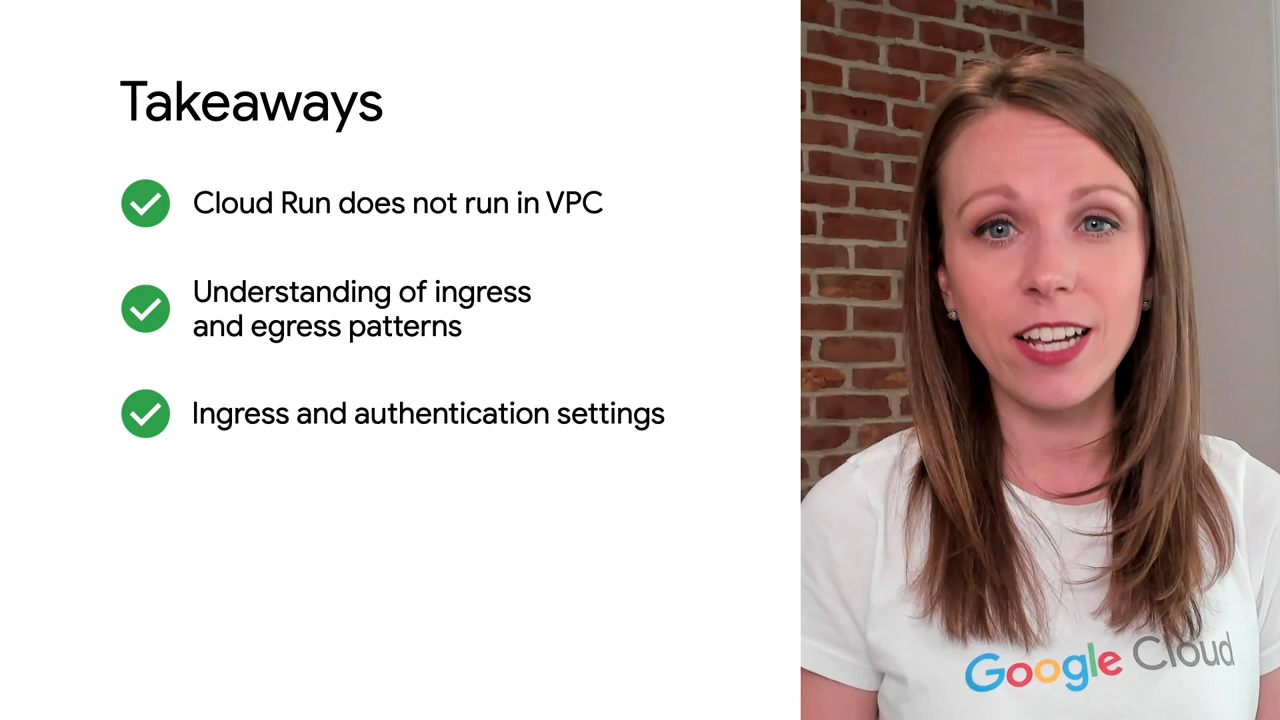 Takeaways
Cloud Run does not run in VPC
Understanding of ingress
and egress patterns
Ingress and authentication settings
Google Cloud